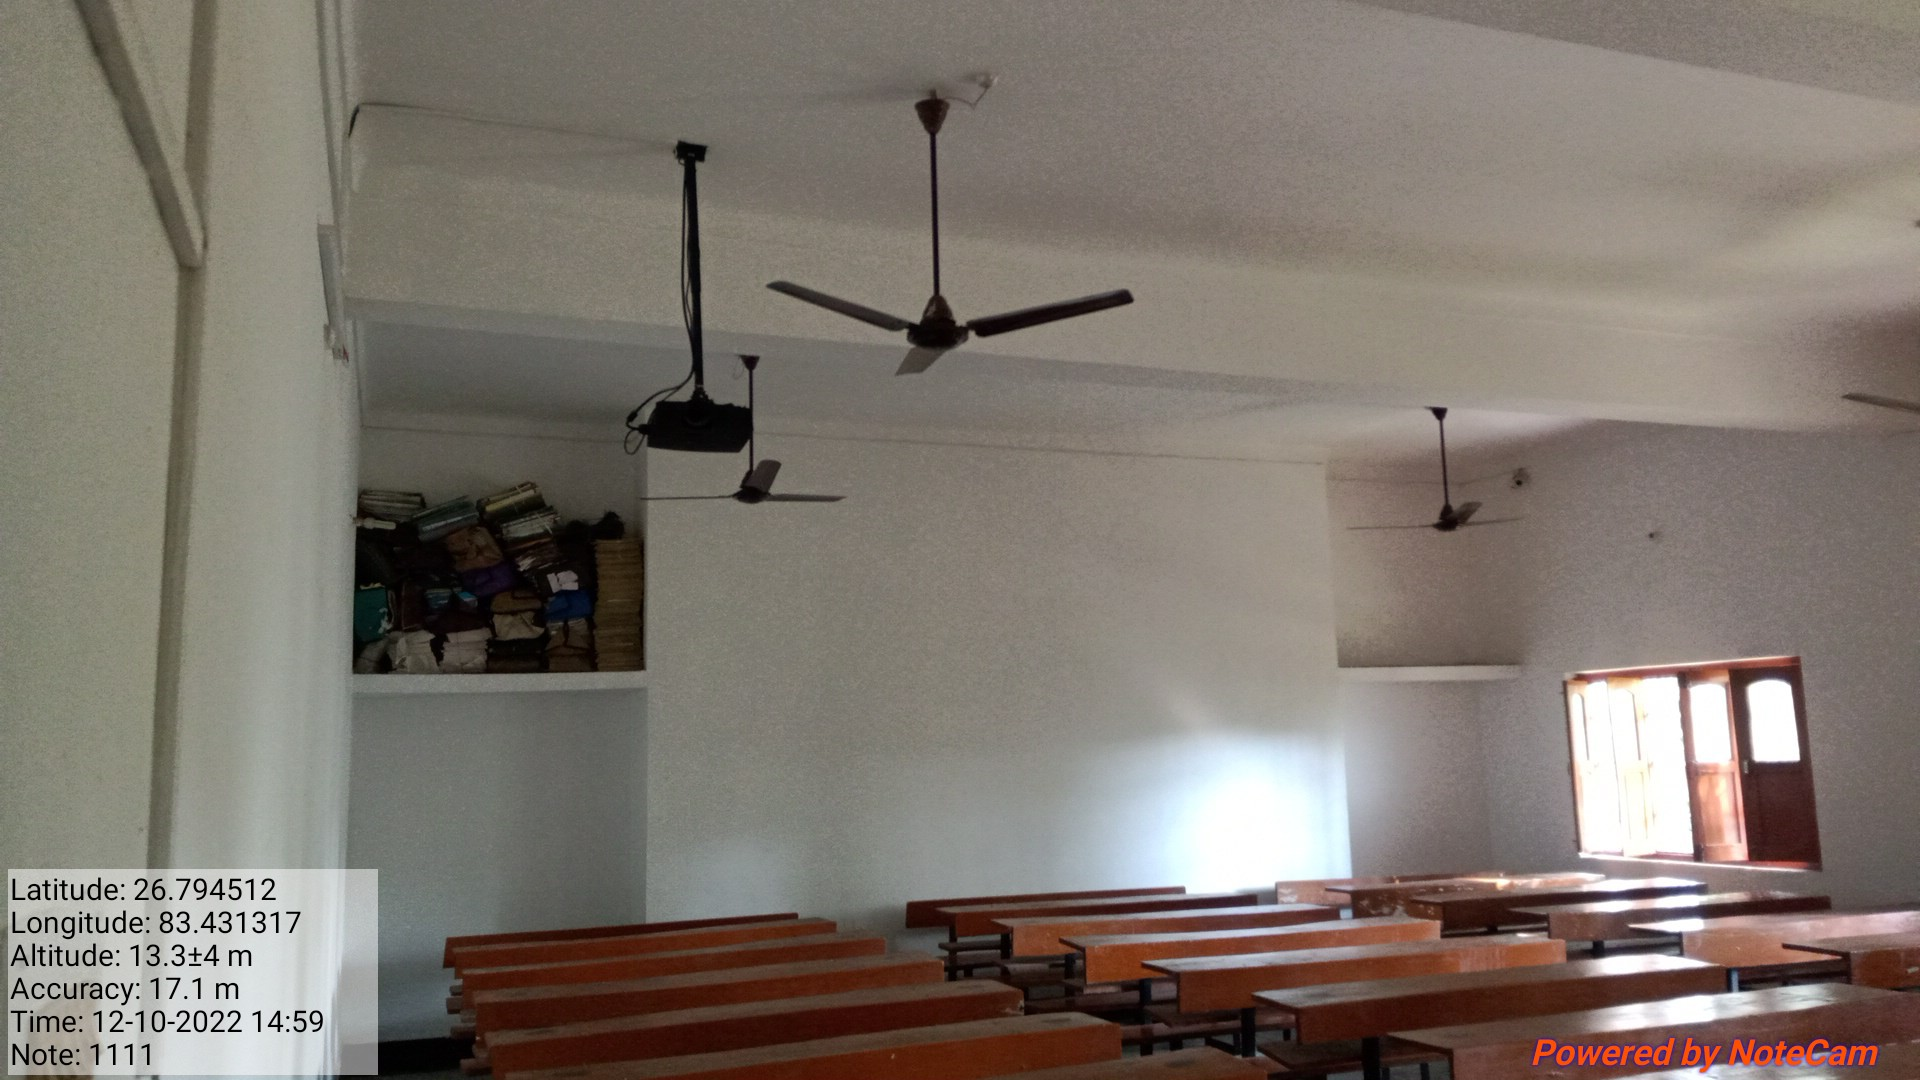 Latitude: 26.794512
Longitude: 83.431317
Altitude: 13.3±4 m
Accuracy: 17.1 m
Time: 12-10-2022 14:59
Note: 1111
Powered by NoteCam